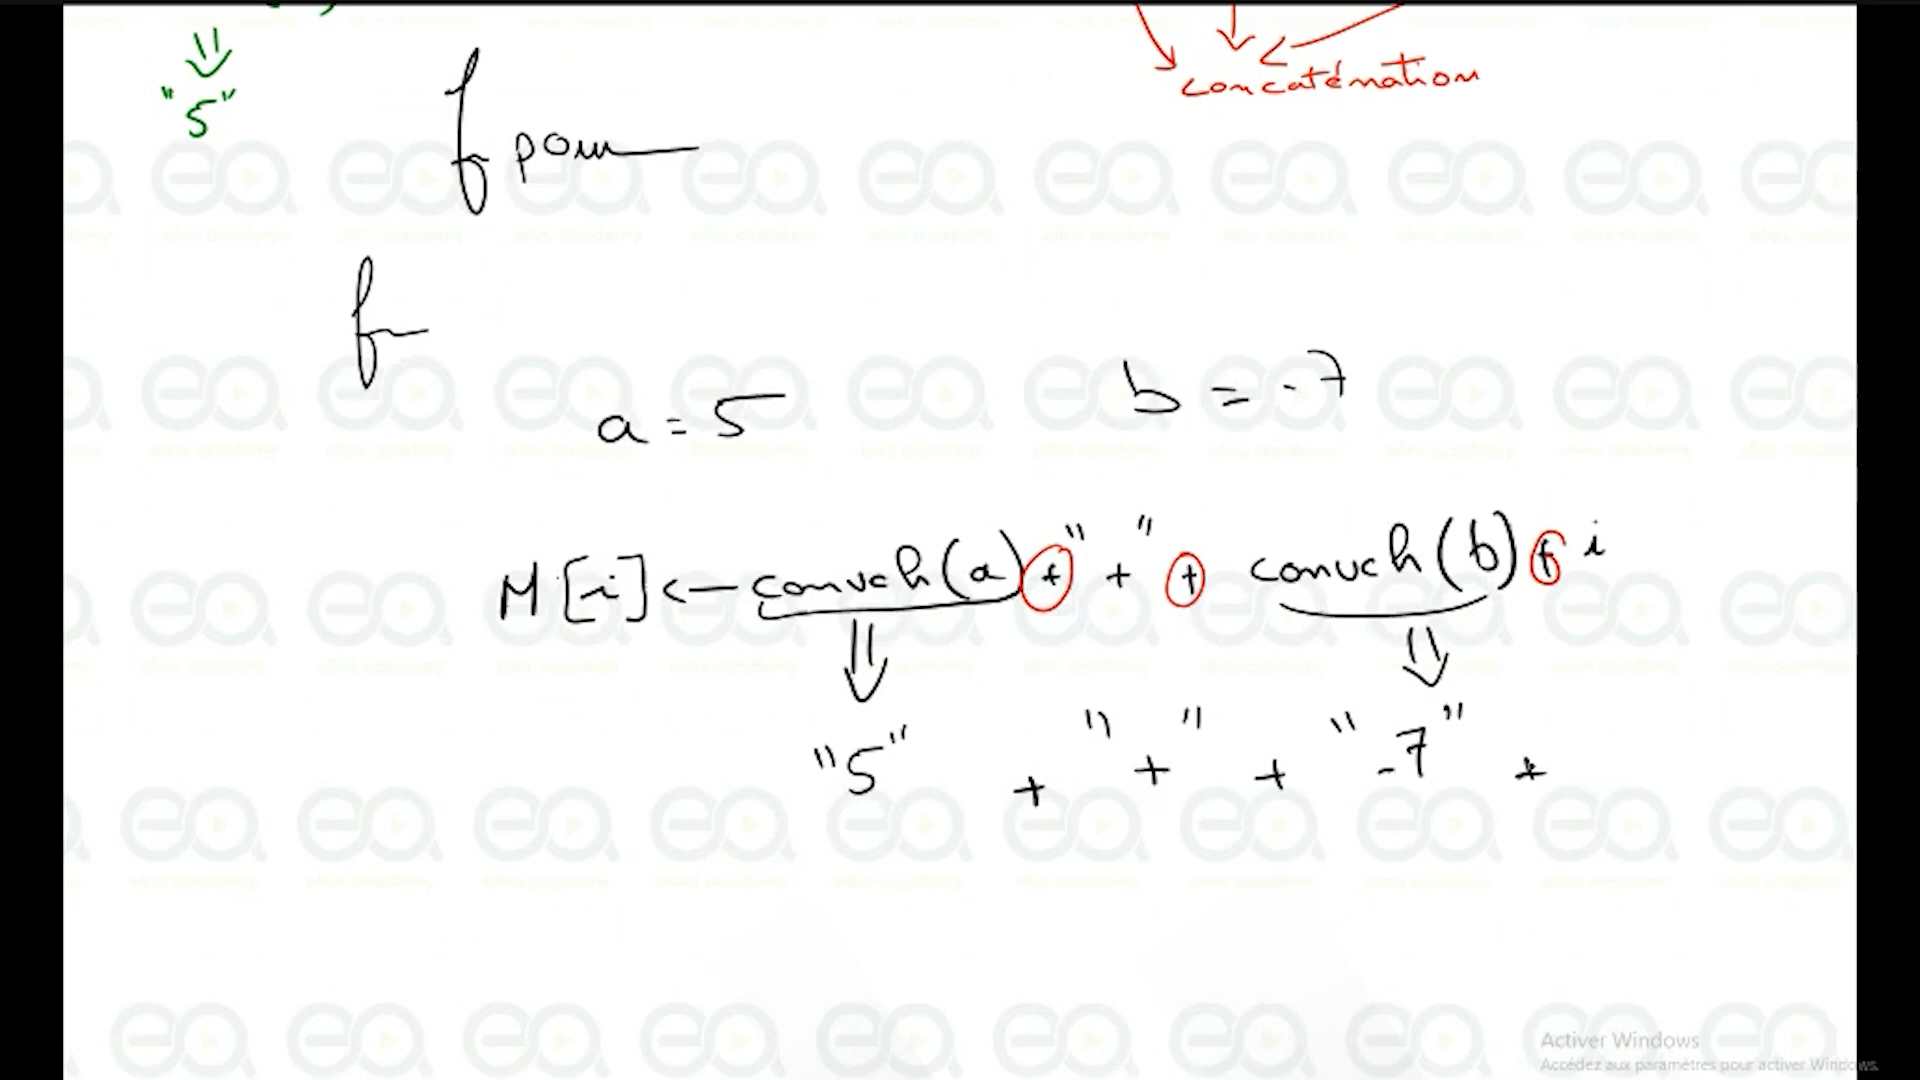 "5"
concaténation
f pour
f
a = 5
b = -7
M[i] <— convch(a) + "+" + convch(b) + i
"5" + "+" + "-7" +
Activer Windows
Accédez aux paramètres pour activer Windows.